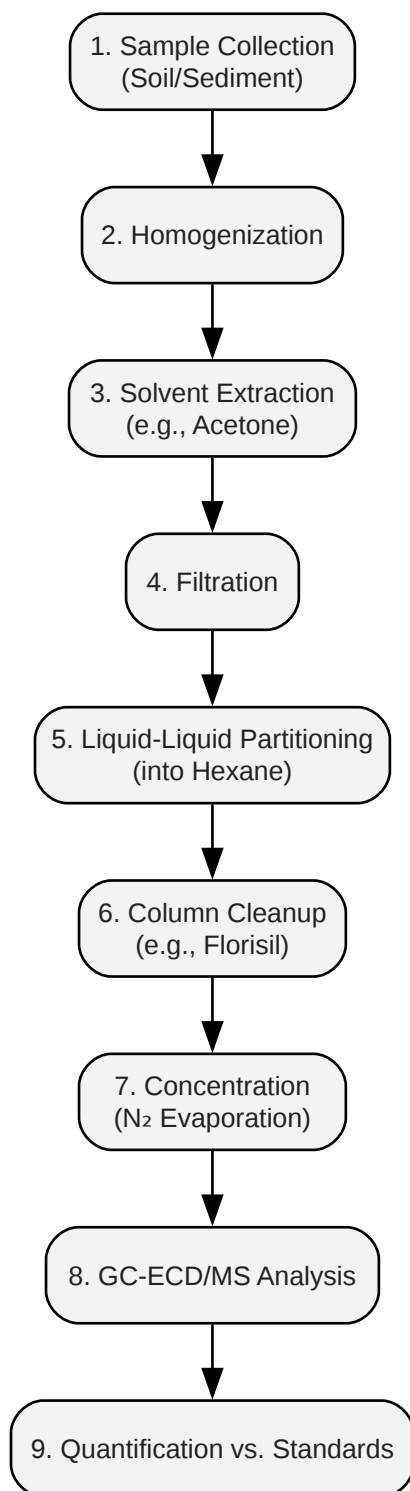 1. Sample Collection
(Soil/Sediment)
2. Homogenization
3. Solvent Extraction
(e.g., Acetone)
4. Filtration
5. Liquid-Liquid Partitioning
(into Hexane)
6. Column Cleanup
(e.g., Florisil)
7. Concentration
(N₂ Evaporation)
8. GC-ECD/MS Analysis
9. Quantification vs. Standards